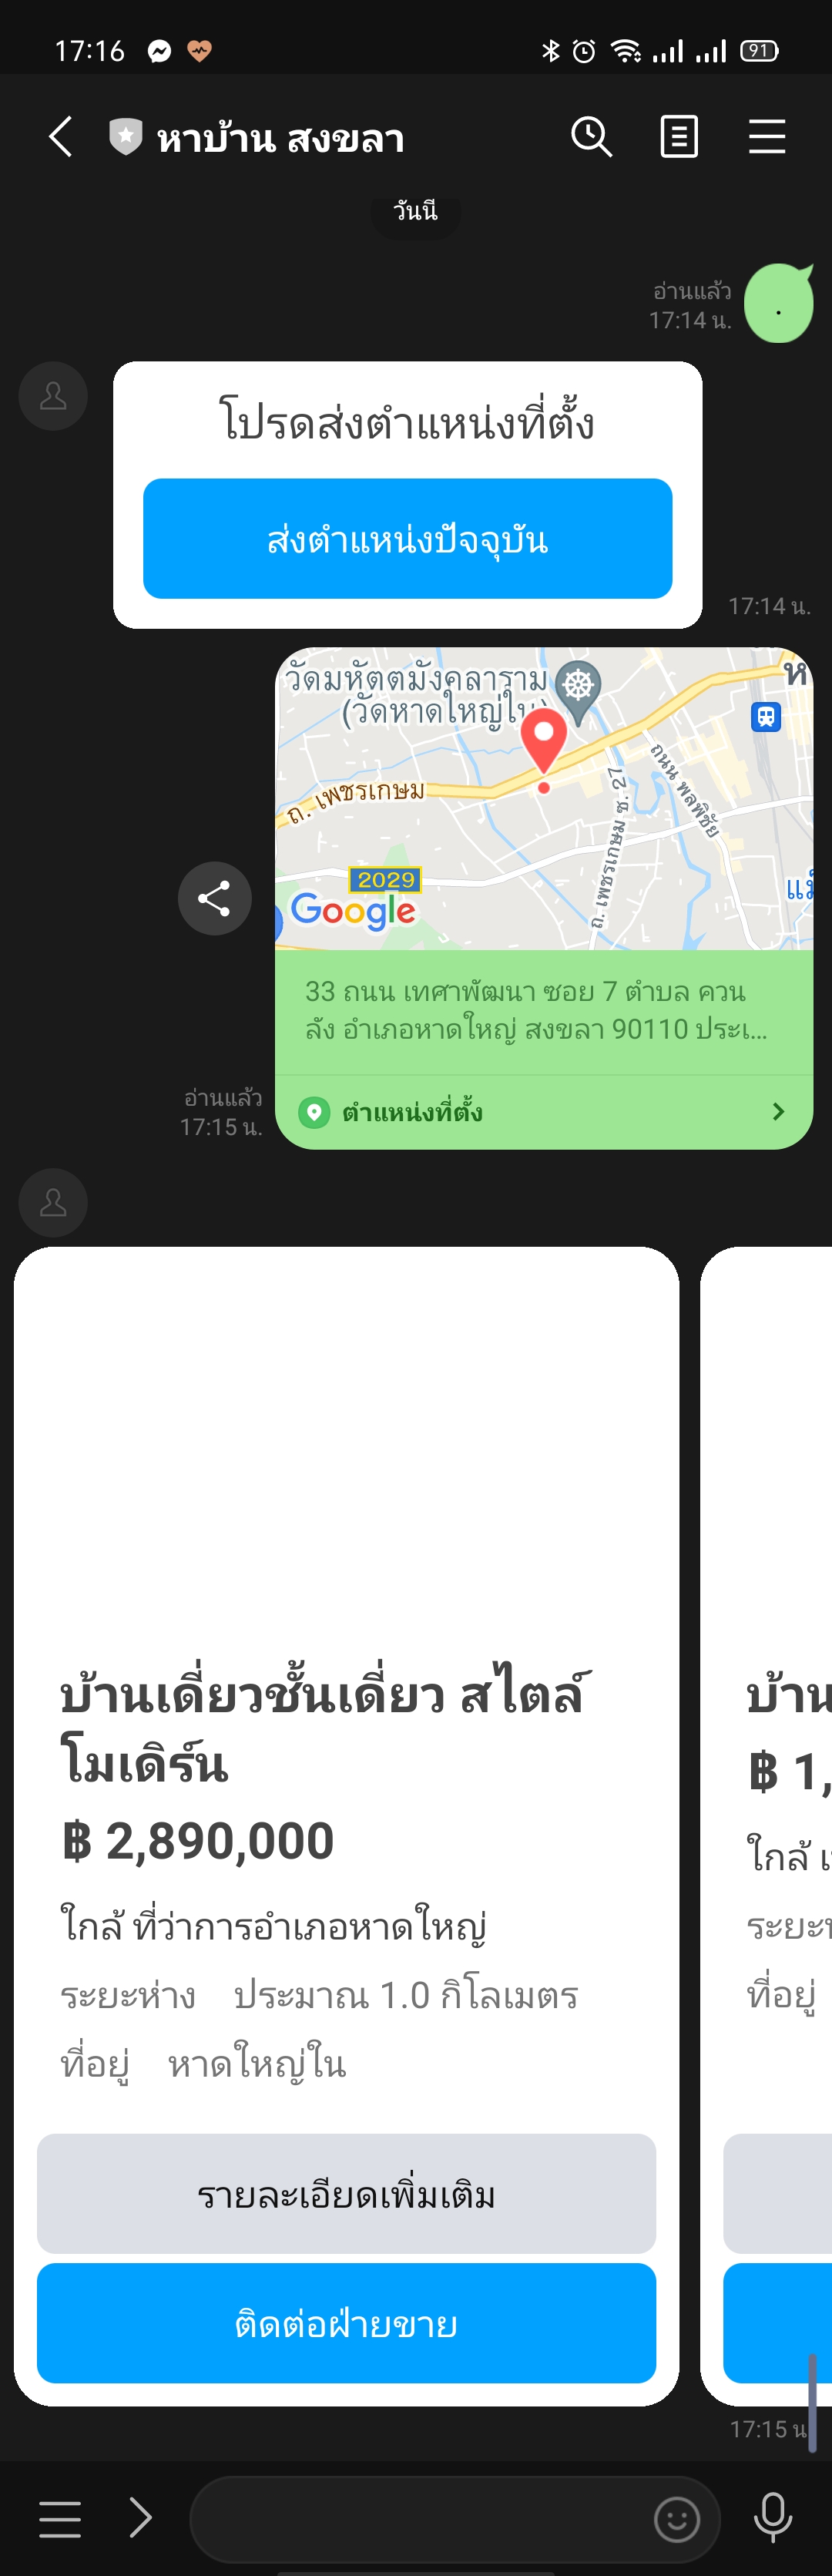 17:16
91
หาบ้าน สงขลา
วันนี้
อ่านแล้ว
17:14 น.
.
โปรดส่งตำแหน่งที่ตั้ง
ส่งตำแหน่งปัจจุบัน
17:14 น.
วัดมหัตตมังคลาราม
(วัดหาดใหญ่ใน)
ห
ถ. เพชรเกษม
ถ. เพชรเกษม ซ. 27
ถนน พลพิชัย
2029
Google
33 ถนน เทศาพัฒนา ซอย 7 ตำบล ควน
ลัง อำเภอหาดใหญ่ สงขลา 90110 ประเ...
อ่านแล้ว
17:15 น.
ตำแหน่งที่ตั้ง
บ้านเดี่ยวชั้นเดี่ยว สไตล์
โมเดิร์น
฿ 2,890,000
ใกล้ ที่ว่าการอำเภอหาดใหญ่
ระยะห่าง ประมาณ 1.0 กิโลเมตร
ที่อยู่ หาดใหญ่ใน
รายละเอียดเพิ่มเติม
ติดต่อฝ่ายขาย
บ้าน
฿ 1,
ใกล้
ระยะ
ที่อยู่
17:15 น